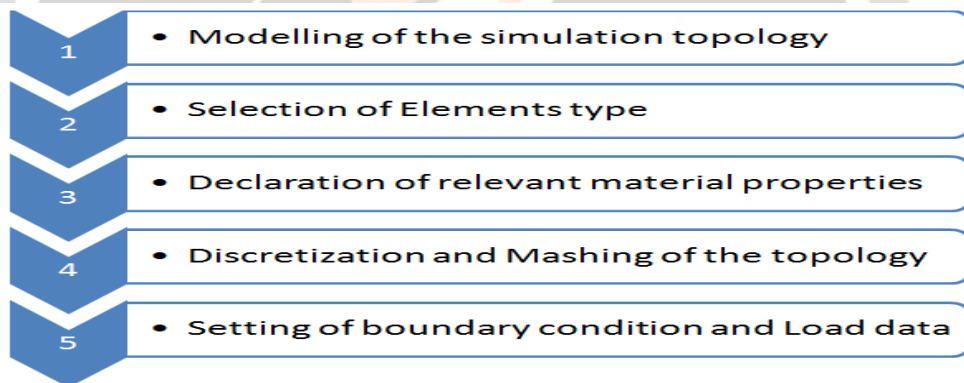 1
• Modelling of the simulation topology
2
• Selection of Elements type
3
• Declaration of relevant material properties
4
• Discretization and Mashing of the topology
5
• Setting of boundary condition and Load data